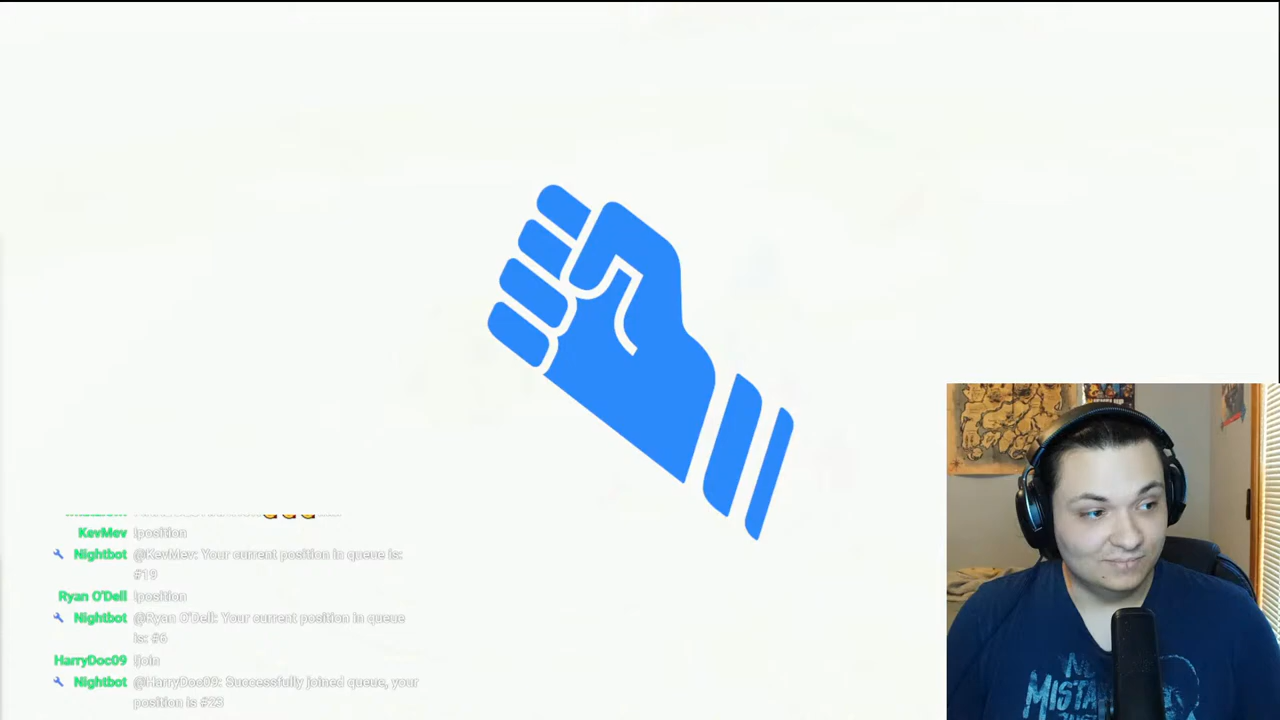 KevMev !position
Nightbot @KevMev: Your current position in queue is:
#19
Ryan O'Dell !position
Nightbot @Ryan O'Dell: Your current position in queue
is: #6
HarryDoc09 !join
Nightbot @HarryDoc09: Successfully joined queue, your
position is #23